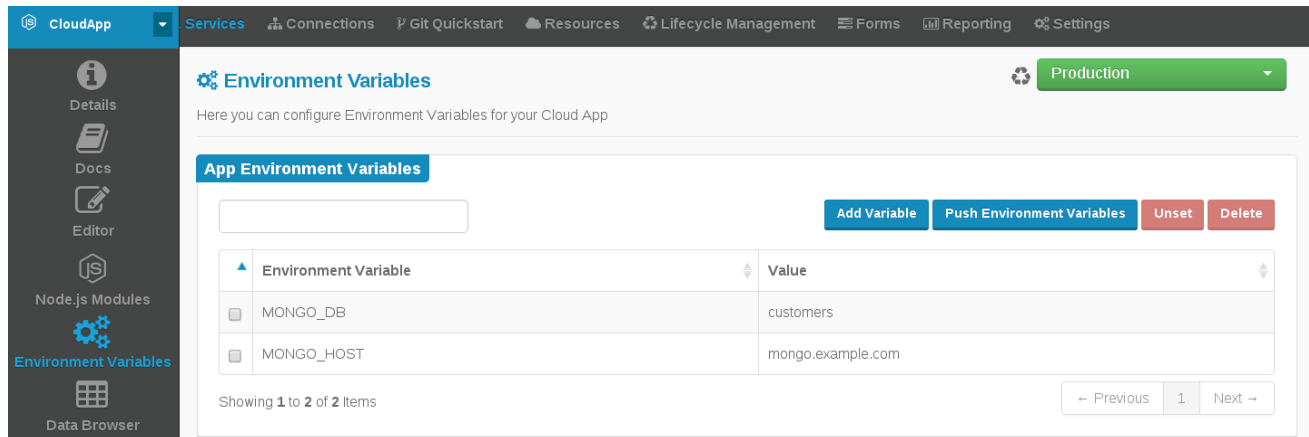 CloudApp
Services Connections Git Quickstart Resources Lifecycle Management Forms Reporting Settings
Details
Docs
Editor
JS
Node.js Modules
Environment Variables
Data Browser
Environment Variables
Production
Here you can configure Environment Variables for your Cloud App
App Environment Variables
Add Variable Push Environment Variables Unset Delete
Environment Variable Value
MONGO_DB customers
MONGO_HOST mongo.example.com
Showing 1 to 2 of 2 Items
← Previous 1 Next →